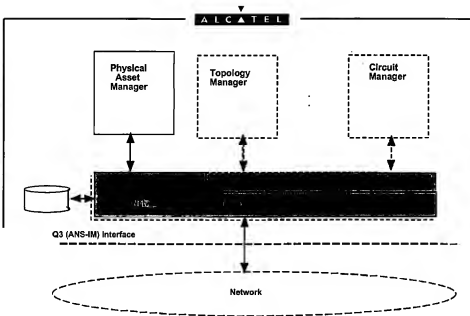 ALCATEL
Physical
Asset
Manager
Topology
Manager
:
Circuit
Manager
Q3 (ANS-IM) Interface
Network